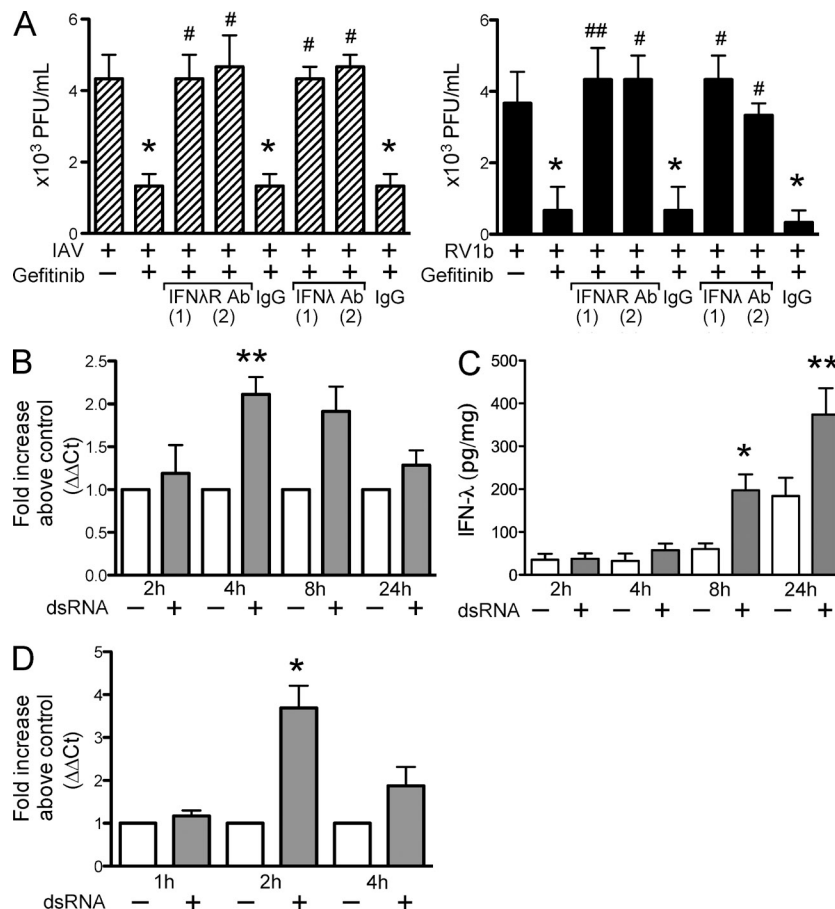 A
x10³ PFU/mL
6
4
2
0
* # # * # # *
IAV + + + + + + + +
Gefitinib − + + + + + + +
IFNλR Ab IgG IFNλ Ab IgG
(1) (2) (1) (2)
x10³ PFU/mL
6
4
2
0
* ## # * # # *
RV1b + + + + + + + +
Gefitinib − + + + + + + +
IFNλR Ab IgG IFNλ Ab IgG
(1) (2) (1) (2)
B
Fold increase
above control
(ΔΔCt)
2.5
2.0
1.5
1.0
0.5
0.0
**
2h 4h 8h 24h
dsRNA − + − + − + − +
C
IFN-λ (pg/mg)
500
400
300
200
100
0
* **
2h 4h 8h 24h
dsRNA − + − + − + − +
D
Fold increase
above control
(ΔΔCt)
5
4
3
2
1
0
*
1h 2h 4h
dsRNA − + − + − +